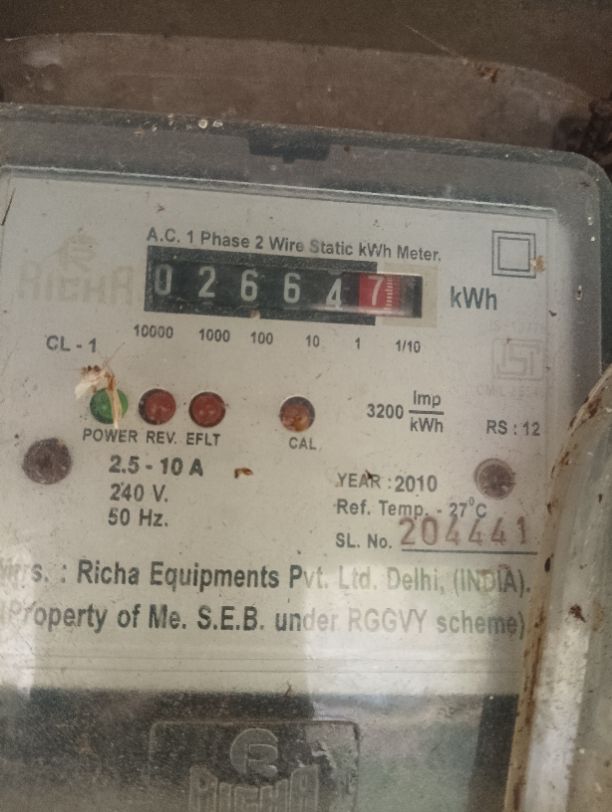 A.C. 1 Phase 2 Wire Static kWh Meter.
RICHA
026647 kWh
10000 1000 100 10 1 1/10
CL - 1
ISI
3200 Imp/kWh
RS : 12
POWER REV. EFLT CAL
2.5 - 10 A
240 V.
50 Hz.
YEAR : 2010
Ref. Temp. - 27°C
SL. No. 204441
Richa Equipments Pvt. Ltd. Delhi, (INDIA).
(Property of Me. S.E.B. under RGGVY scheme)
R
RICHA